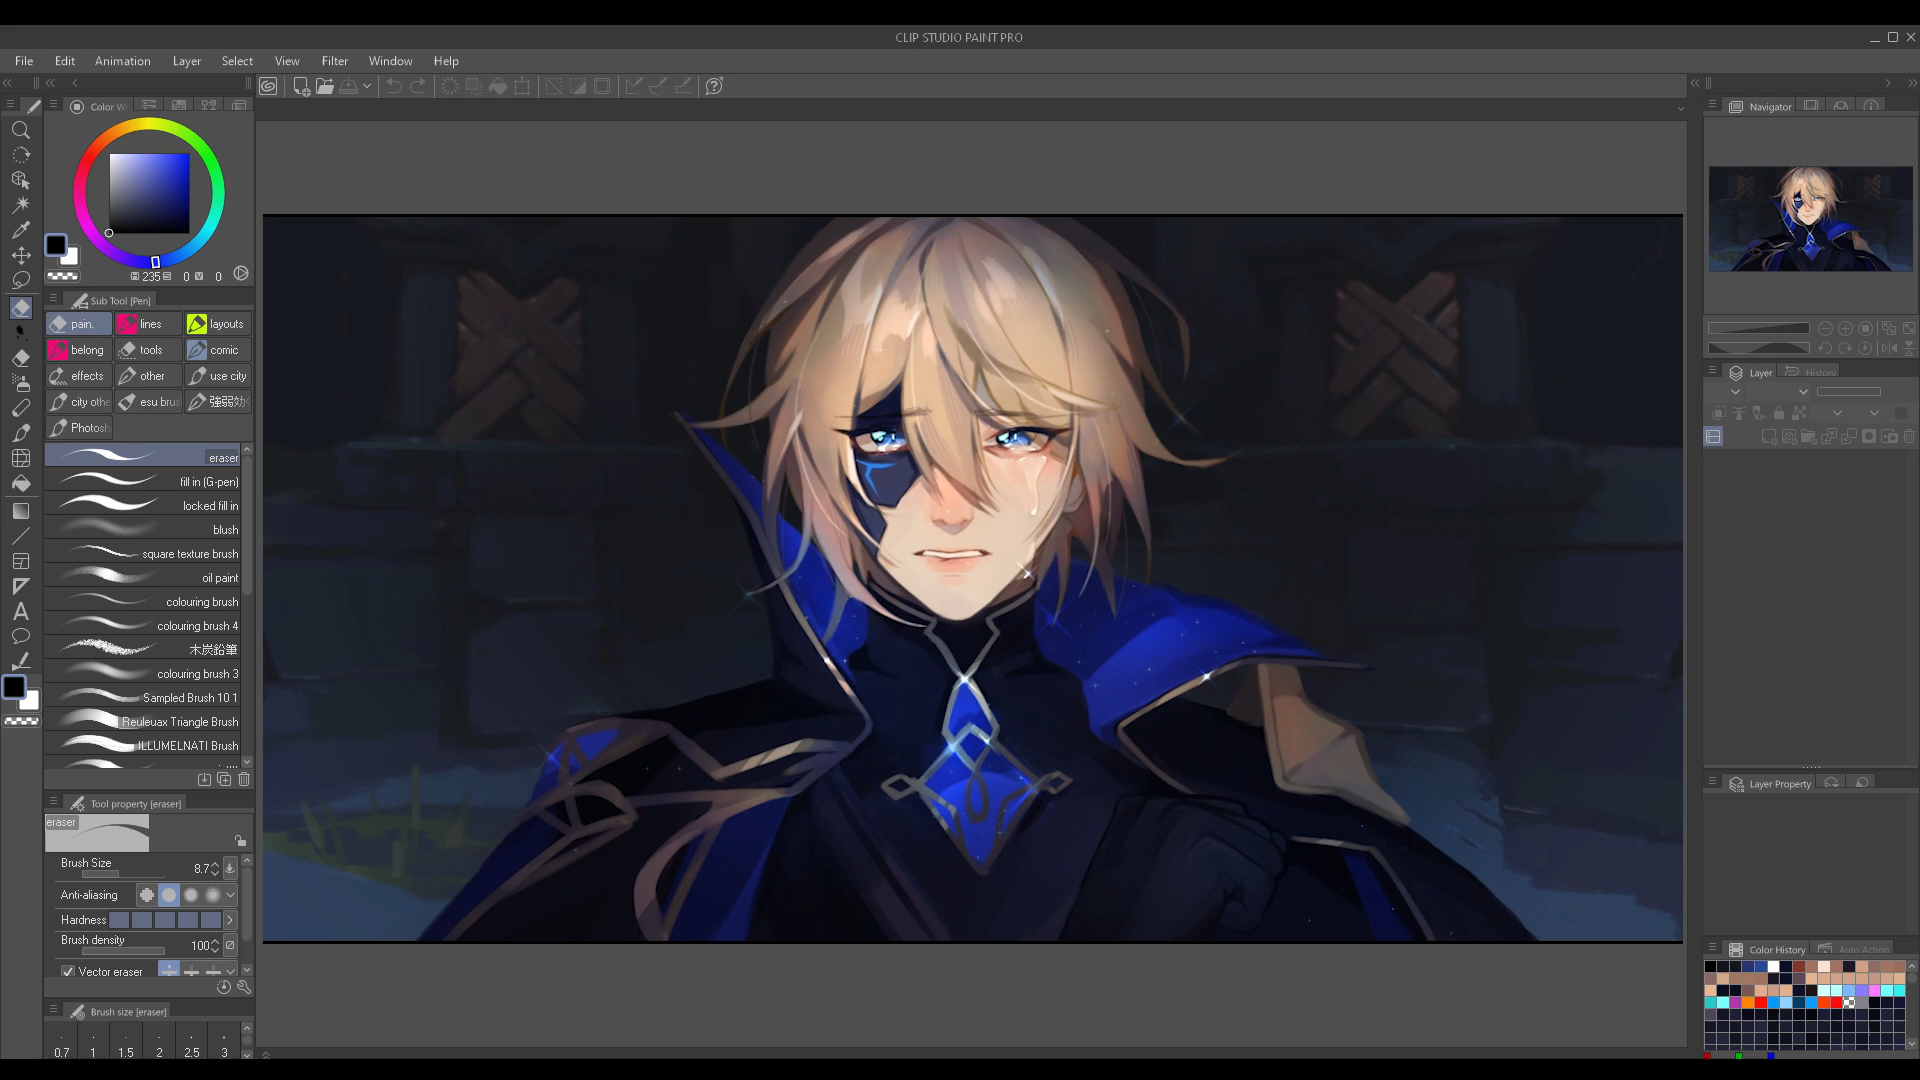 CLIP STUDIO PAINT PRO
File Edit Animation Layer Select View Filter Window Help
Color W
235 0 0
Sub Tool [Pen]
pain. lines layouts
belong tools comic
effects other use city
city othe esu brus 強弱効
Photosh
eraser
fill in (G-pen)
locked fill in
blush
square texture brush
oil paint
colouring brush
colouring brush 4
木炭鉛筆
colouring brush 3
Sampled Brush 10 1
Reuleuax Triangle Brush
ILLUMELNATI Brush
Tool property [eraser]
eraser
Brush Size 8.7
Anti-aliasing
Hardness
Brush density 100
Vector eraser
Brush size [eraser]
0.7 1 1.5 2 2.5 3
Navigator
Layer History
Layer Property
Color History Auto Action